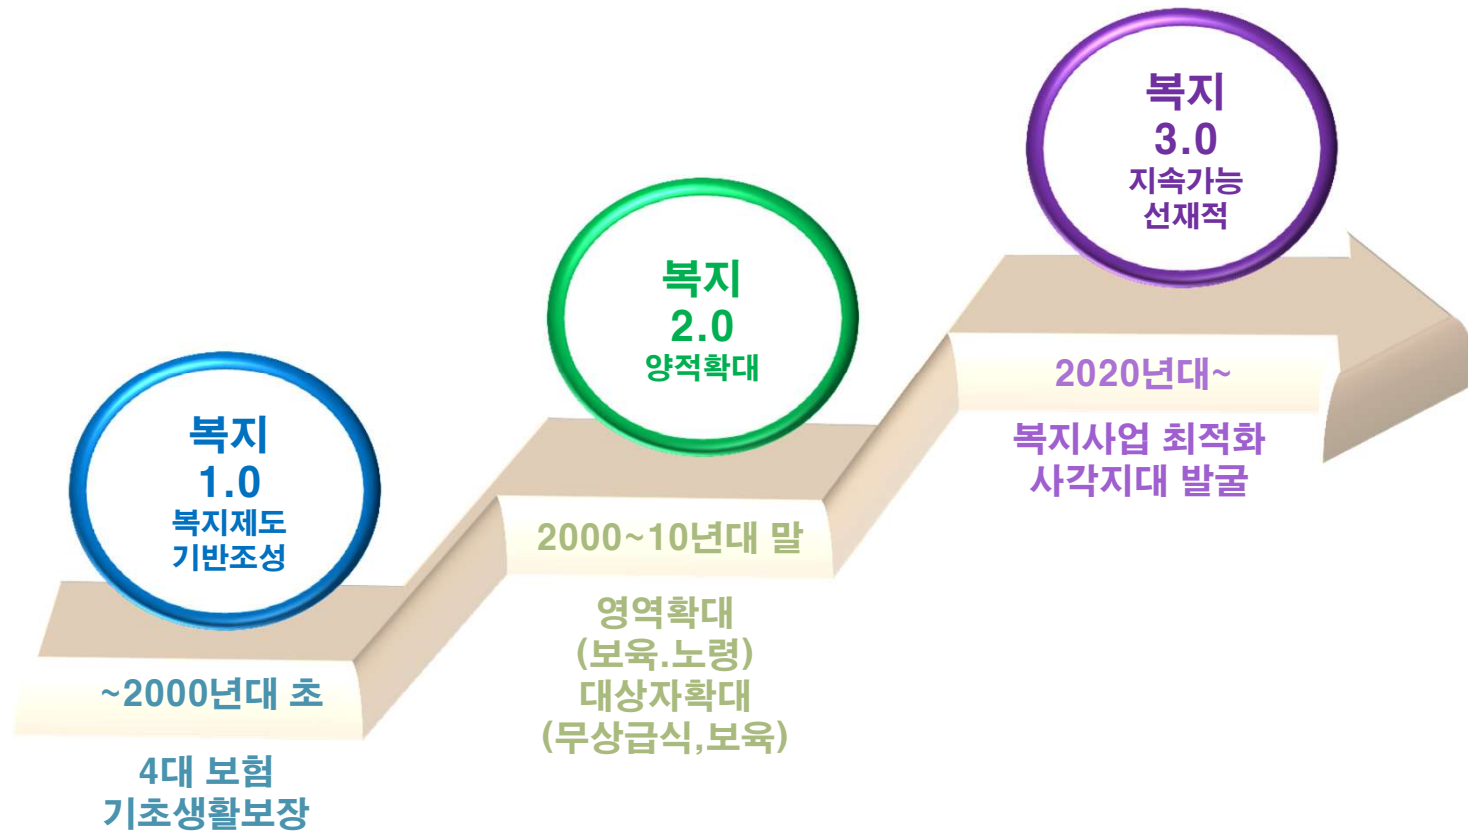 복지
1.0
복지제도
기반조성
~2000년대 초
4대 보험
기초생활보장
복지
2.0
양적확대
2000~10년대 말
영역확대
(보육.노령)
대상자확대
(무상급식,보육)
복지
3.0
지속가능
선재적
2020년대~
복지사업 최적화
사각지대 발굴